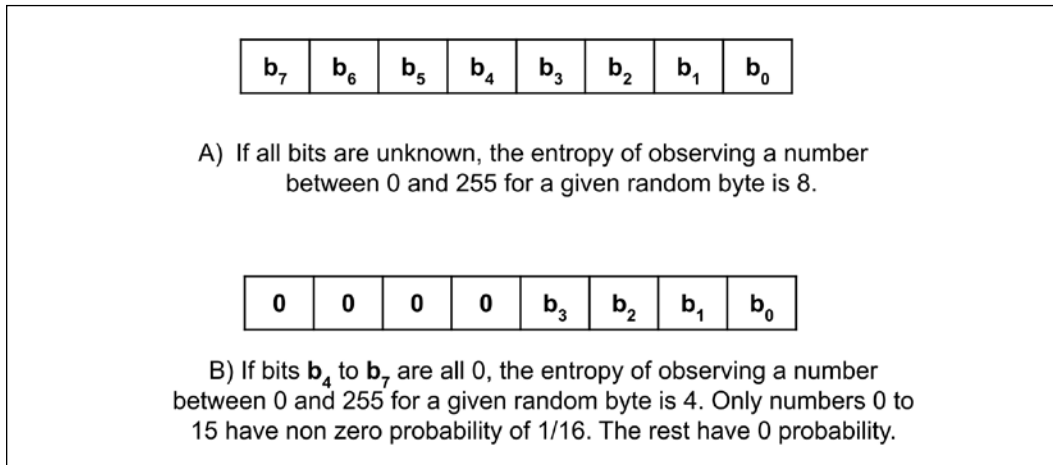 b₇ b₆ b₅ b₄ b₃ b₂ b₁ b₀
A) If all bits are unknown, the entropy of observing a number
between 0 and 255 for a given random byte is 8.
0 0 0 0 b₃ b₂ b₁ b₀
B) If bits b₄ to b₇ are all 0, the entropy of observing a number
between 0 and 255 for a given random byte is 4. Only numbers 0 to
15 have non zero probability of 1/16. The rest have 0 probability.